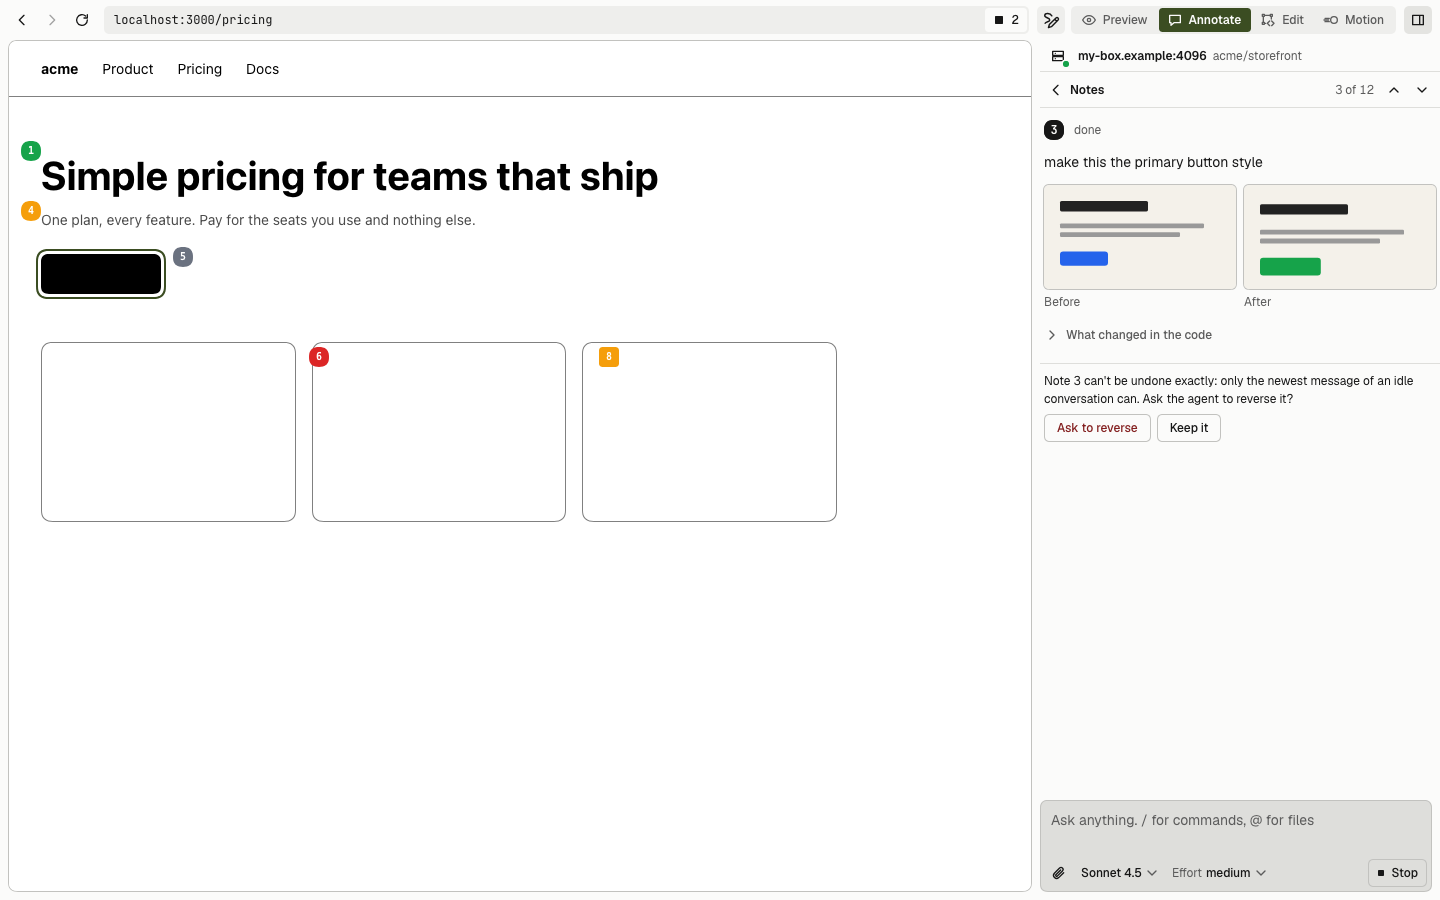 localhost:3000/pricing
2
Preview
Annotate
Edit
Motion
acme
Product
Pricing
Docs
1
Simple pricing for teams that ship
4
One plan, every feature. Pay for the seats you use and nothing else.
5
6
8
my-box.example:4096 acme/storefront
Notes
3 of 12
3 done
make this the primary button style
Before
After
What changed in the code
Note 3 can't be undone exactly: only the newest message of an idle
conversation can. Ask the agent to reverse it?
Ask to reverse
Keep it
Ask anything. / for commands, @ for files
Sonnet 4.5
Effort medium
Stop